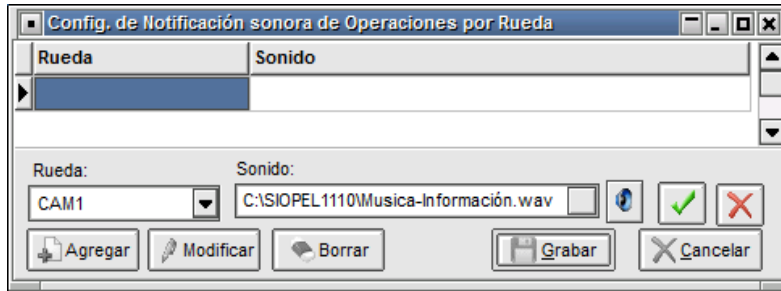 Config. de Notificación sonora de Operaciones por Rueda
Rueda Sonido
Rueda: Sonido:
CAM1 C:\SIOPEL1110\Musica-Información.wav
Agregar Modificar Borrar Grabar Cancelar